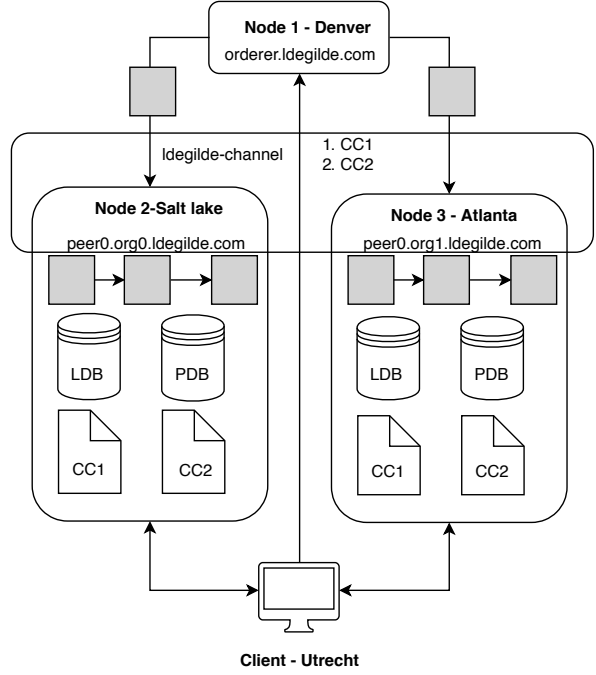 Node 1 - Denver
orderer.ldegilde.com
ldegilde-channel
1. CC1
2. CC2
Node 2-Salt lake
peer0.org0.ldegilde.com
LDB
PDB
CC1
CC2
Node 3 - Atlanta
peer0.org1.ldegilde.com
LDB
PDB
CC1
CC2
Client - Utrecht